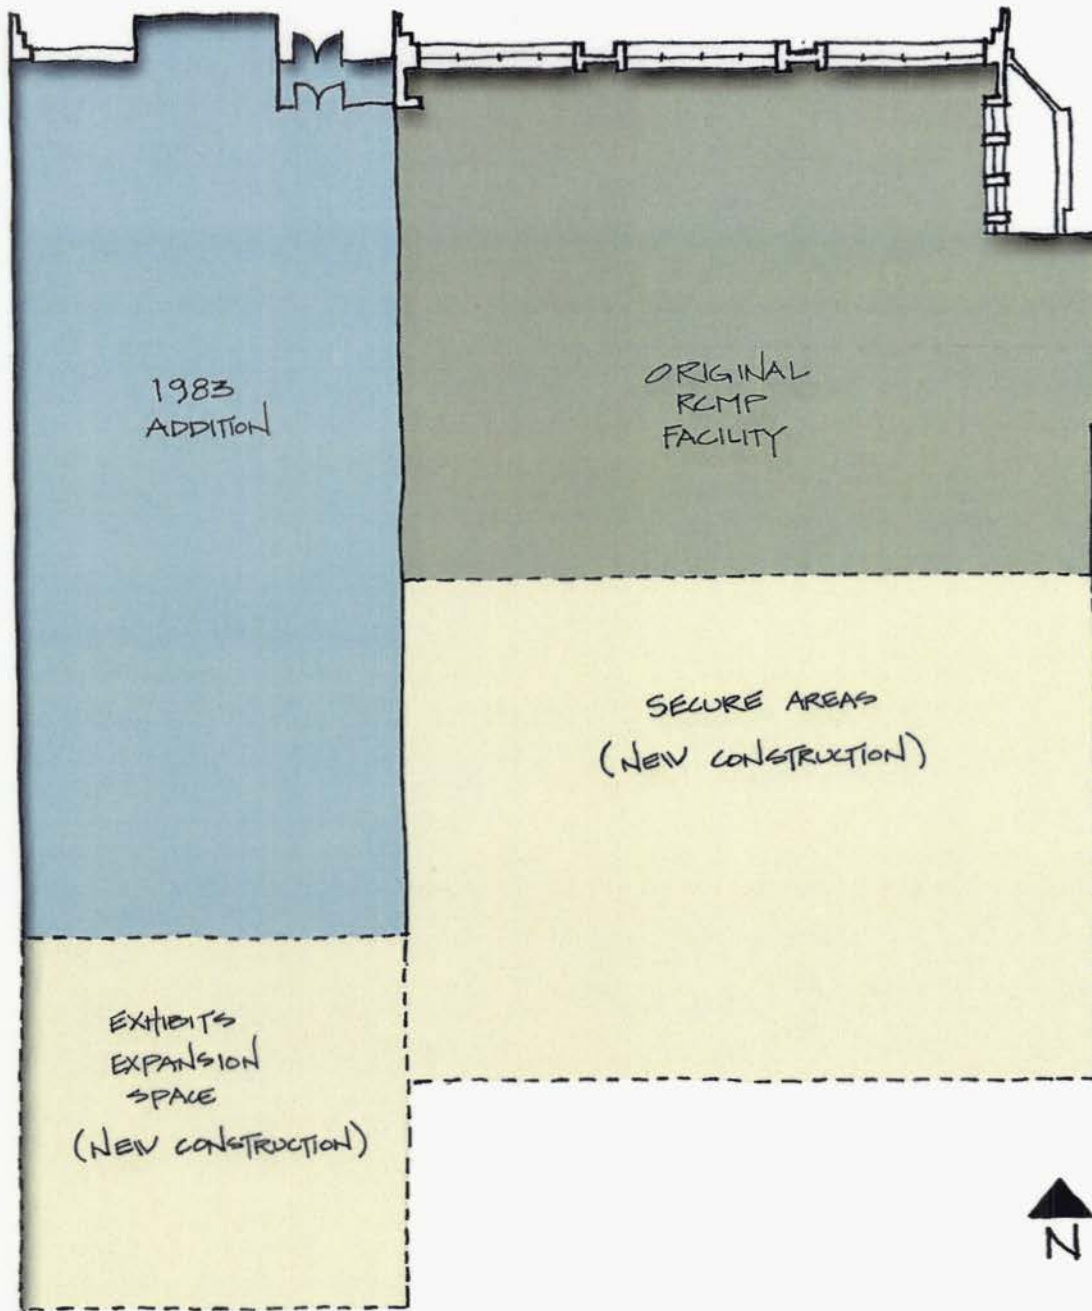 1983
ADDITION
ORIGINAL
RCMP
FACILITY
SECURE AREAS
(NEW CONSTRUCTION)
EXHIBITS
EXPANSION
SPACE
(NEW CONSTRUCTION)
N